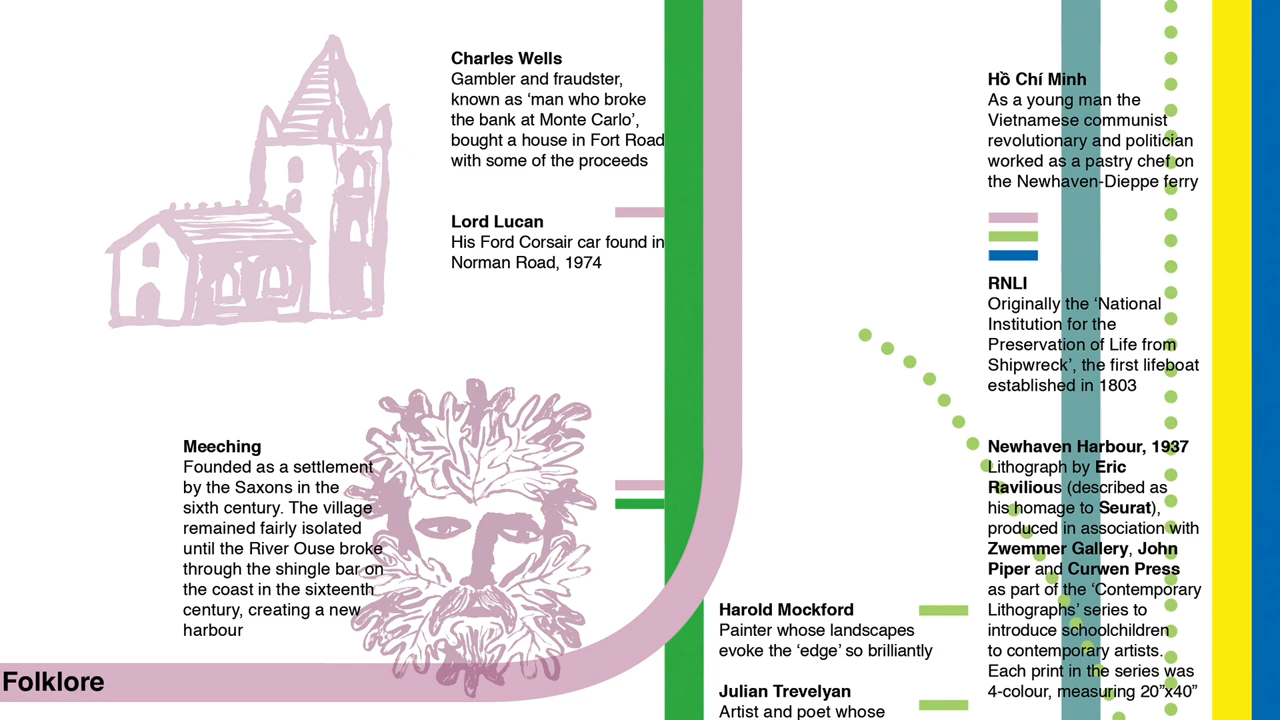 Charles Wells
Gambler and fraudster,
known as ‘man who broke
the bank at Monte Carlo’,
bought a house in Fort Road
with some of the proceeds
Lord Lucan
His Ford Corsair car found in
Norman Road, 1974
Meeching
Founded as a settlement
by the Saxons in the
sixth century. The village
remained fairly isolated
until the River Ouse broke
through the shingle bar on
the coast in the sixteenth
century, creating a new
harbour
Folklore
Harold Mockford
Painter whose landscapes
evoke the ‘edge’ so brilliantly
Julian Trevelyan
Artist and poet whose
Hồ Chí Minh
As a young man the
Vietnamese communist
revolutionary and politician
worked as a pastry chef on
the Newhaven-Dieppe ferry
RNLI
Originally the ‘National
Institution for the
Preservation of Life from
Shipwreck’, the first lifeboat
established in 1803
Newhaven Harbour, 1937
Lithograph by Eric
Ravilious (described as
his homage to Seurat),
produced in association with
Zwemmer Gallery, John
Piper and Curwen Press
as part of the ‘Contemporary
Lithographs’ series to
introduce schoolchildren
to contemporary artists.
Each print in the series was
4-colour, measuring 20”x40”